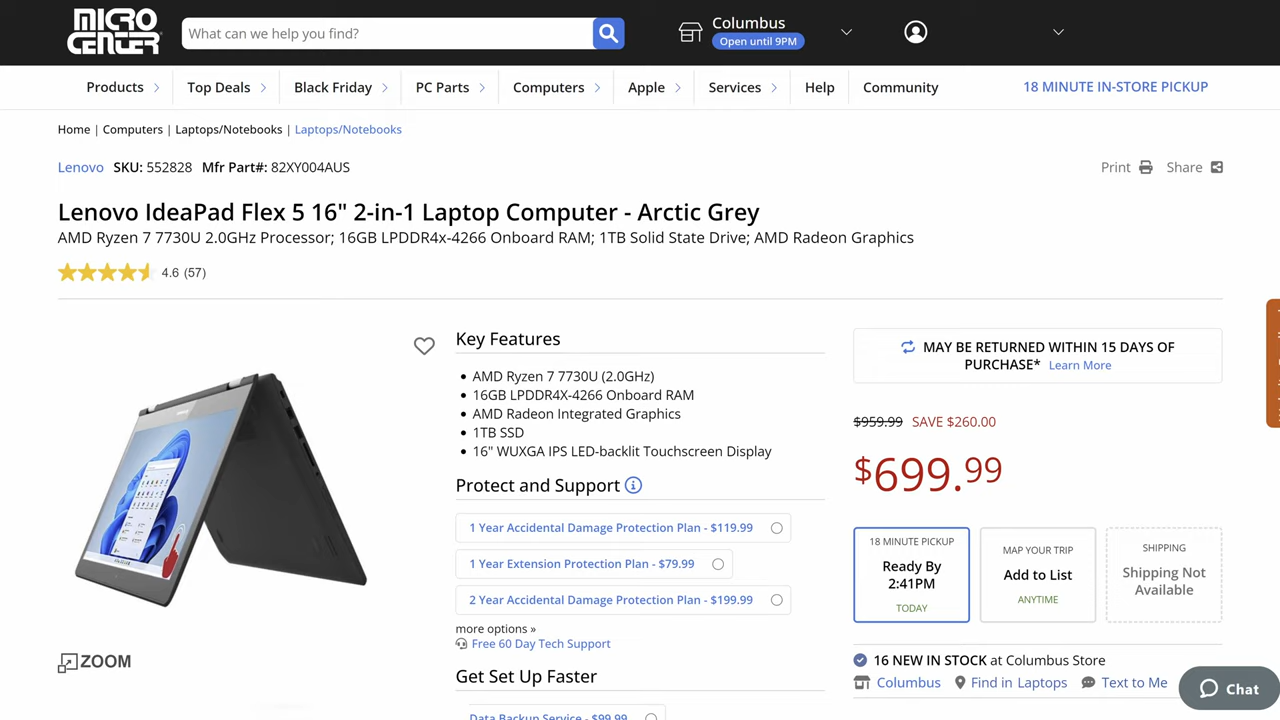 MICRO CENTER
What can we help you find?
Columbus
Open until 9PM
Products
Top Deals
Black Friday
PC Parts
Computers
Apple
Services
Help
Community
18 MINUTE IN-STORE PICKUP
Home | Computers | Laptops/Notebooks | Laptops/Notebooks
Lenovo SKU: 552828 Mfr Part#: 82XY004AUS
Print
Share
Lenovo IdeaPad Flex 5 16" 2-in-1 Laptop Computer - Arctic Grey
AMD Ryzen 7 7730U 2.0GHz Processor; 16GB LPDDR4x-4266 Onboard RAM; 1TB Solid State Drive; AMD Radeon Graphics
4.6 (57)
ZOOM
Key Features
• AMD Ryzen 7 7730U (2.0GHz)
• 16GB LPDDR4X-4266 Onboard RAM
• AMD Radeon Integrated Graphics
• 1TB SSD
• 16" WUXGA IPS LED-backlit Touchscreen Display
Protect and Support
1 Year Accidental Damage Protection Plan - $119.99
1 Year Extension Protection Plan - $79.99
2 Year Accidental Damage Protection Plan - $199.99
more options »
Free 60 Day Tech Support
Get Set Up Faster
Data Backup Service - $99.99
MAY BE RETURNED WITHIN 15 DAYS OF
PURCHASE* Learn More
$959.99 SAVE $260.00
$699.99
18 MINUTE PICKUP
Ready By
2:41PM
TODAY
MAP YOUR TRIP
Add to List
ANYTIME
SHIPPING
Shipping Not
Available
16 NEW IN STOCK at Columbus Store
Columbus
Find in Laptops
Text to Me
Chat